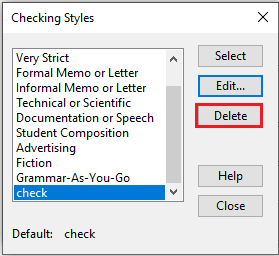 Checking Styles
Very Strict
Formal Memo or Letter
Informal Memo or Letter
Technical or Scientific
Documentation or Speech
Student Composition
Advertising
Fiction
Grammar-As-You-Go
check
Select
Edit...
Delete
Help
Close
Default: check